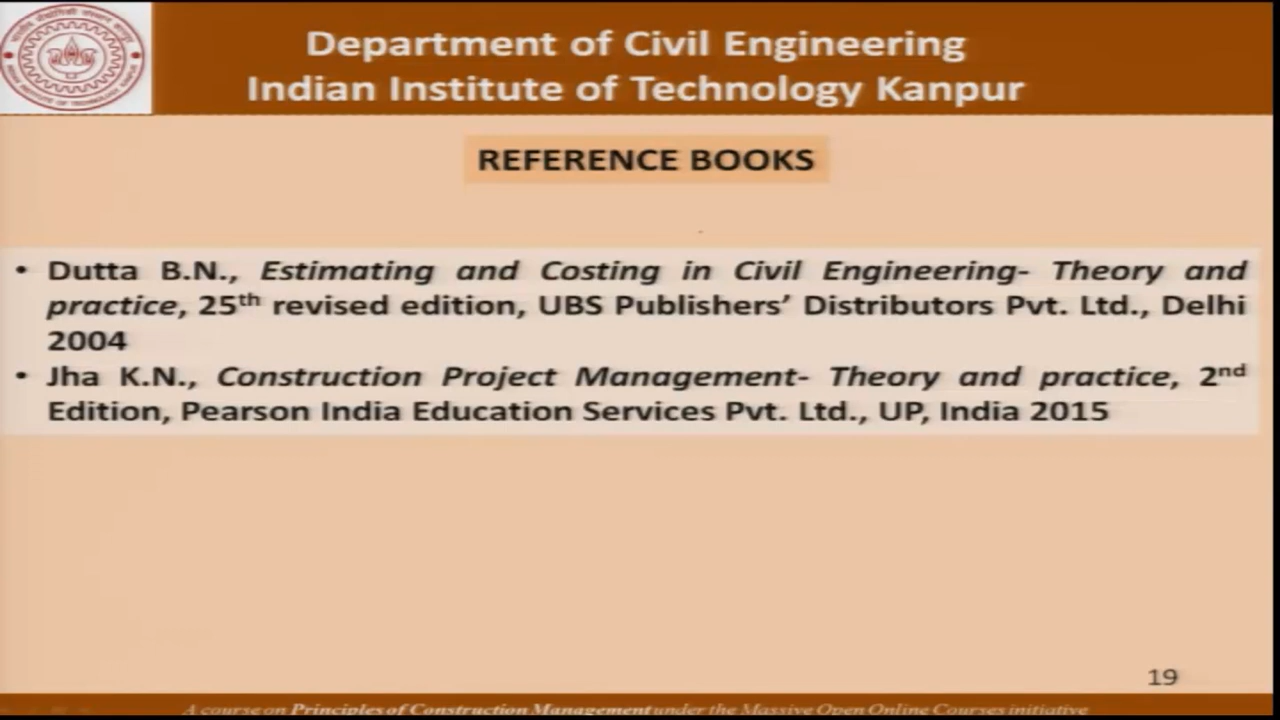 Department of Civil Engineering
Indian Institute of Technology Kanpur
REFERENCE BOOKS
• Dutta B.N., Estimating and Costing in Civil Engineering- Theory and
practice, 25th revised edition, UBS Publishers’ Distributors Pvt. Ltd., Delhi
2004
• Jha K.N., Construction Project Management- Theory and practice, 2nd
Edition, Pearson India Education Services Pvt. Ltd., UP, India 2015
19
A course on Principles of Construction Management under the Massive Open Online Courses initiative